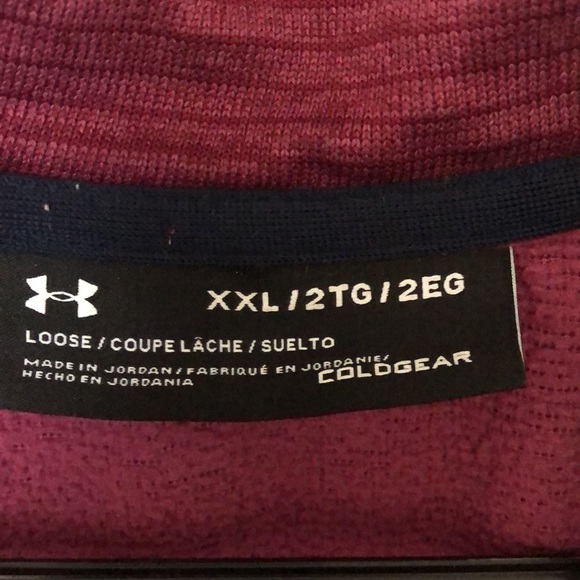 XXL/2TG/2EG
LOOSE/COUPE LÂCHE/SUELTO
MADE IN JORDAN/FABRIQUÉ EN JORDANIE/
HECHO EN JORDANIA
COLDGEAR